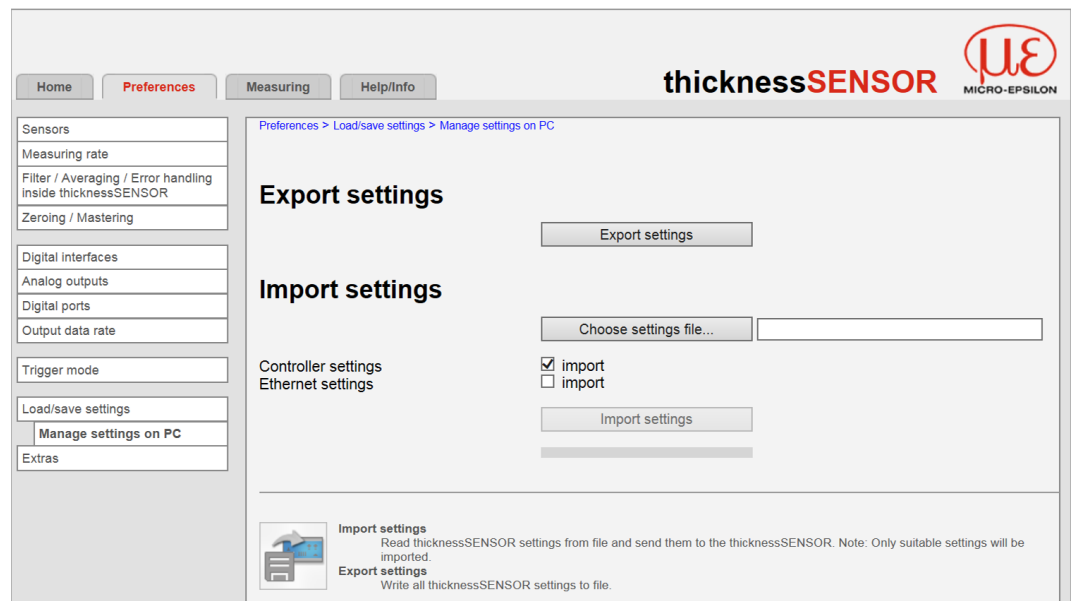 με
MICRO-EPSILON
thicknessSENSOR
Home
Preferences
Measuring
Help/Info
Sensors
Measuring rate
Filter / Averaging / Error handling
inside thicknessSENSOR
Zeroing / Mastering
Digital interfaces
Analog outputs
Digital ports
Output data rate
Trigger mode
Load/save settings
Manage settings on PC
Extras
Preferences > Load/save settings > Manage settings on PC
Export settings
Export settings
Import settings
Choose settings file...
Controller settings
import
Ethernet settings
import
Import settings
Import settings
Read thicknessSENSOR settings from file and send them to the thicknessSENSOR. Note: Only suitable settings will be
imported.
Export settings
Write all thicknessSENSOR settings to file.